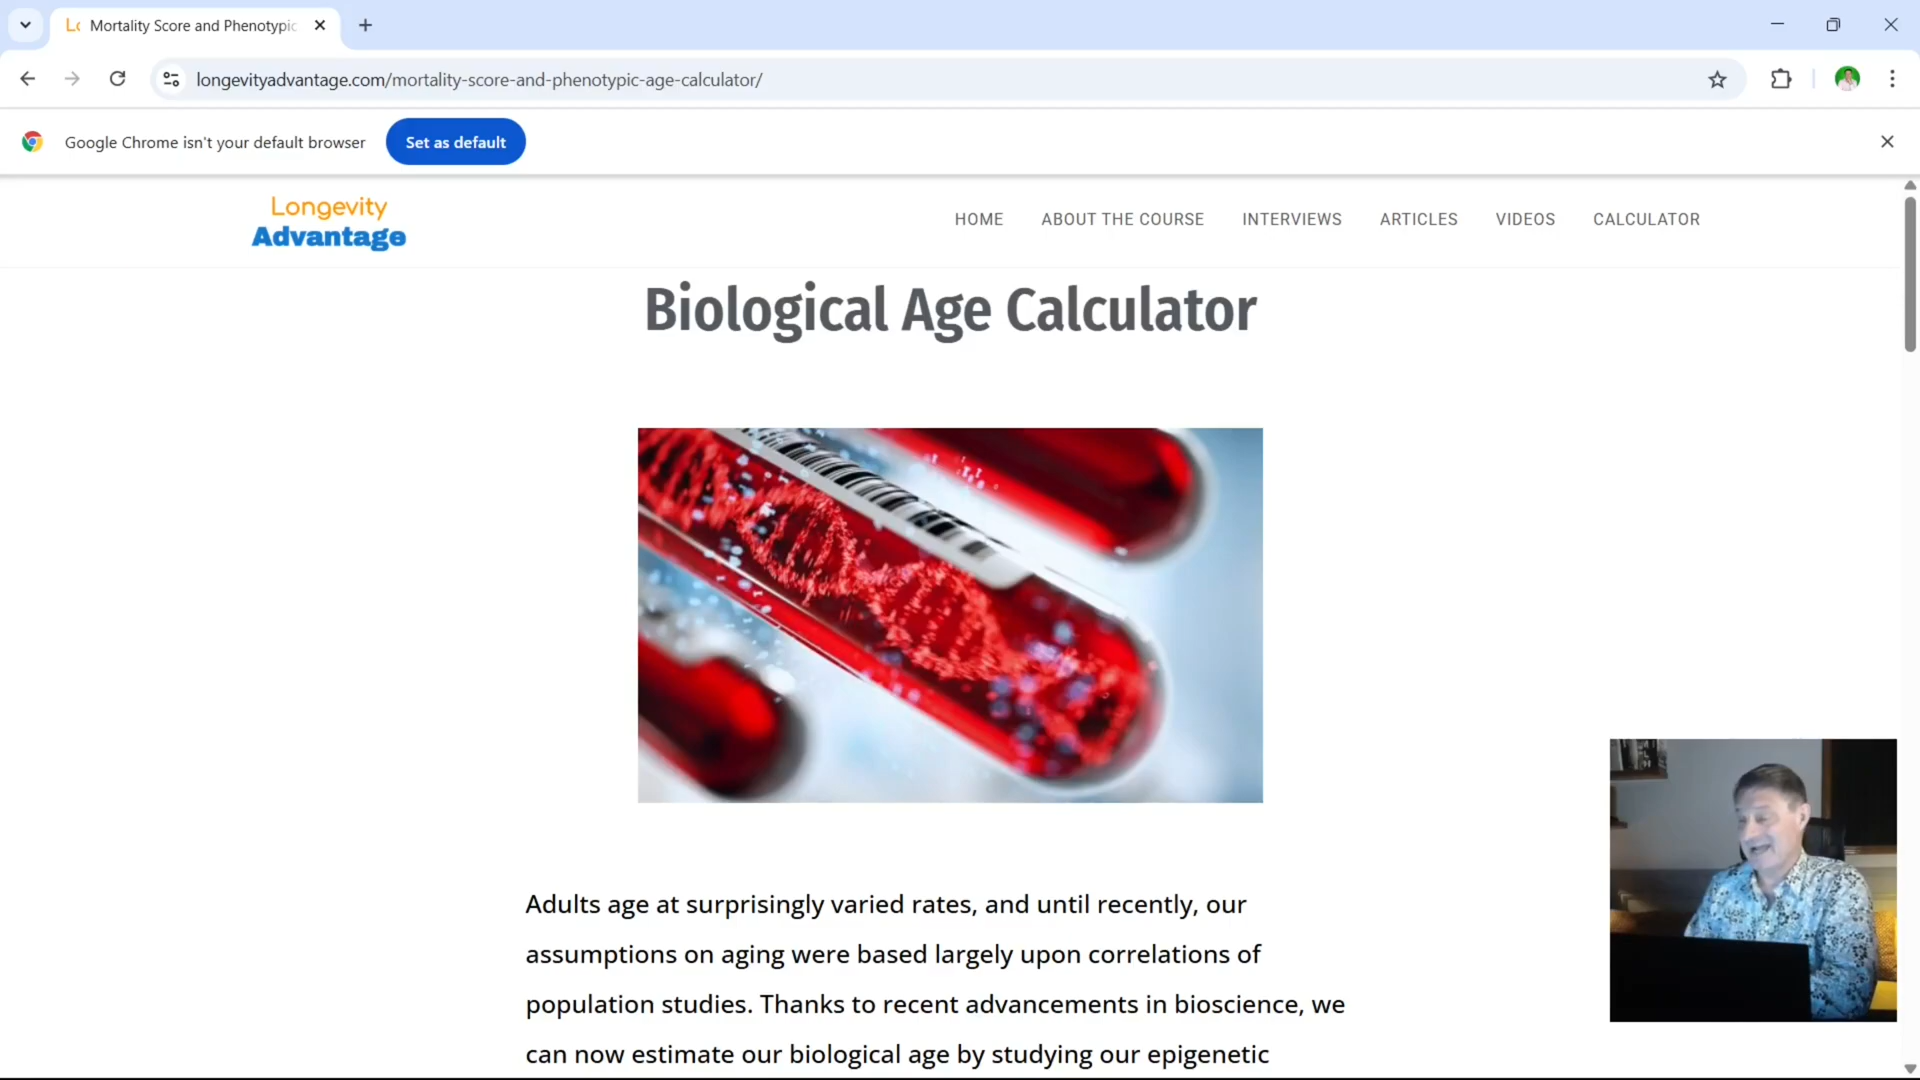 Mortality Score and Phenotypic
longevityadvantage.com/mortality-score-and-phenotypic-age-calculator/
Google Chrome isn't your default browser
Set as default
Longevity
Advantage
HOME
ABOUT THE COURSE
INTERVIEWS
ARTICLES
VIDEOS
CALCULATOR
Biological Age Calculator
Adults age at surprisingly varied rates, and until recently, our
assumptions on aging were based largely upon correlations of
population studies. Thanks to recent advancements in bioscience, we
can now estimate our biological age by studying our epigenetic